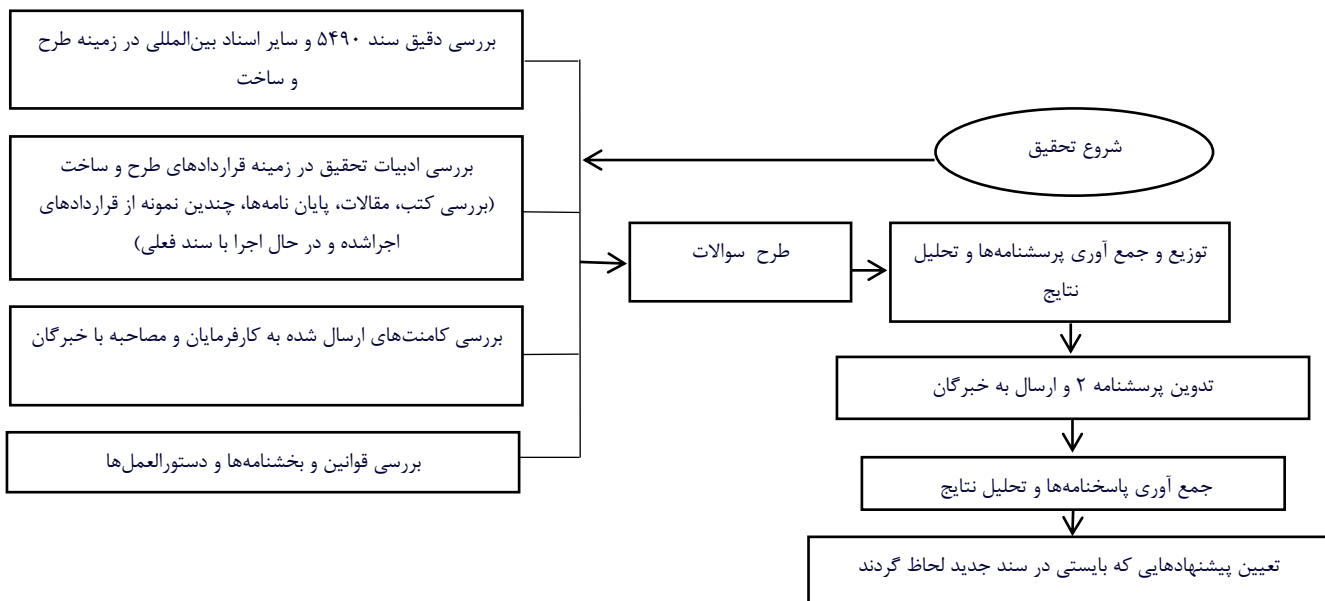 شروع تحقیق
بررسی دقیق سند ۵۴۹۰ و سایر اسناد بین‌المللی در زمینه طرح
و ساخت
بررسی ادبیات تحقیق در زمینه قراردادهای طرح و ساخت
(بررسی کتب، مقالات، پایان نامه‌ها، چندین نمونه از قراردادهای
اجراشده و در حال اجرا با سند فعلی)
بررسی کامنت‌های ارسال شده به کارفرمایان و مصاحبه با خبرگان
بررسی قوانین و بخشنامه‌ها و دستورالعمل‌ها
طرح سوالات
توزیع و جمع آوری پرسشنامه‌ها و تحلیل
نتایج
تدوین پرسشنامه ۲ و ارسال به خبرگان
جمع آوری پاسخنامه‌ها و تحلیل نتایج
تعیین پیشنهادهایی که بایستی در سند جدید لحاظ گردند